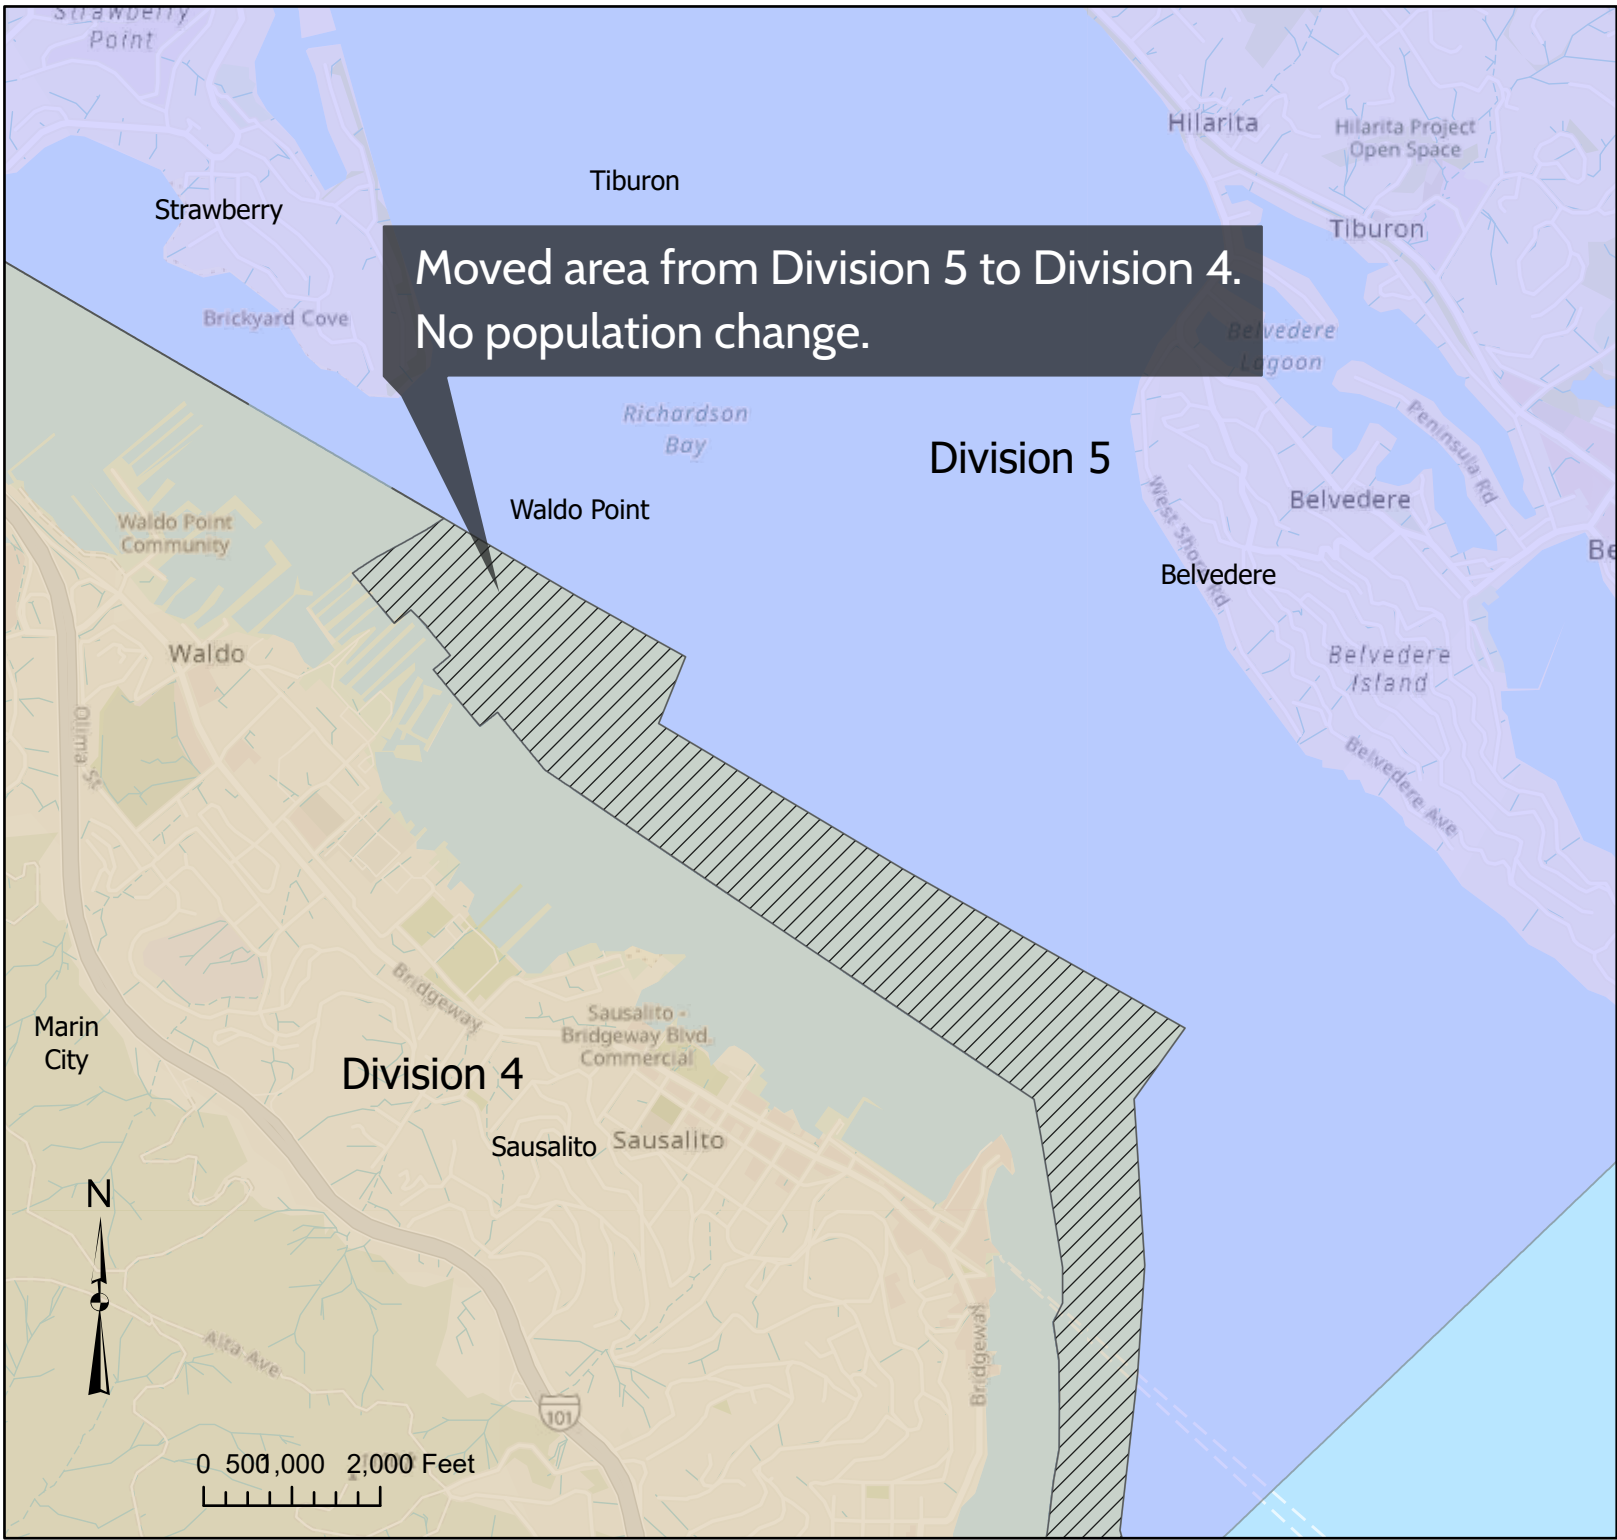 Strawberry
Point
Hilarita
Hilarita Project
Open Space
Tiburon
Strawberry
Tiburon
Moved area from Division 5 to Division 4.
No population change.
Brickyard Cove
Belvedere
Lagoon
Richardson
Bay
Peninsula Rd
Division 5
West Shore Rd
Belvedere
Waldo Point
Waldo Point
Community
Be
Belvedere
Waldo
Belvedere
Island
Olima St
Belvedere Ave
Bridgeway
Sausalito -
Bridgeway Blvd.
Commercial
Marin
City
Division 4
Sausalito
Sausalito
N
Bridgeway
Alta Ave
101
0 500 1,000 2,000 Feet